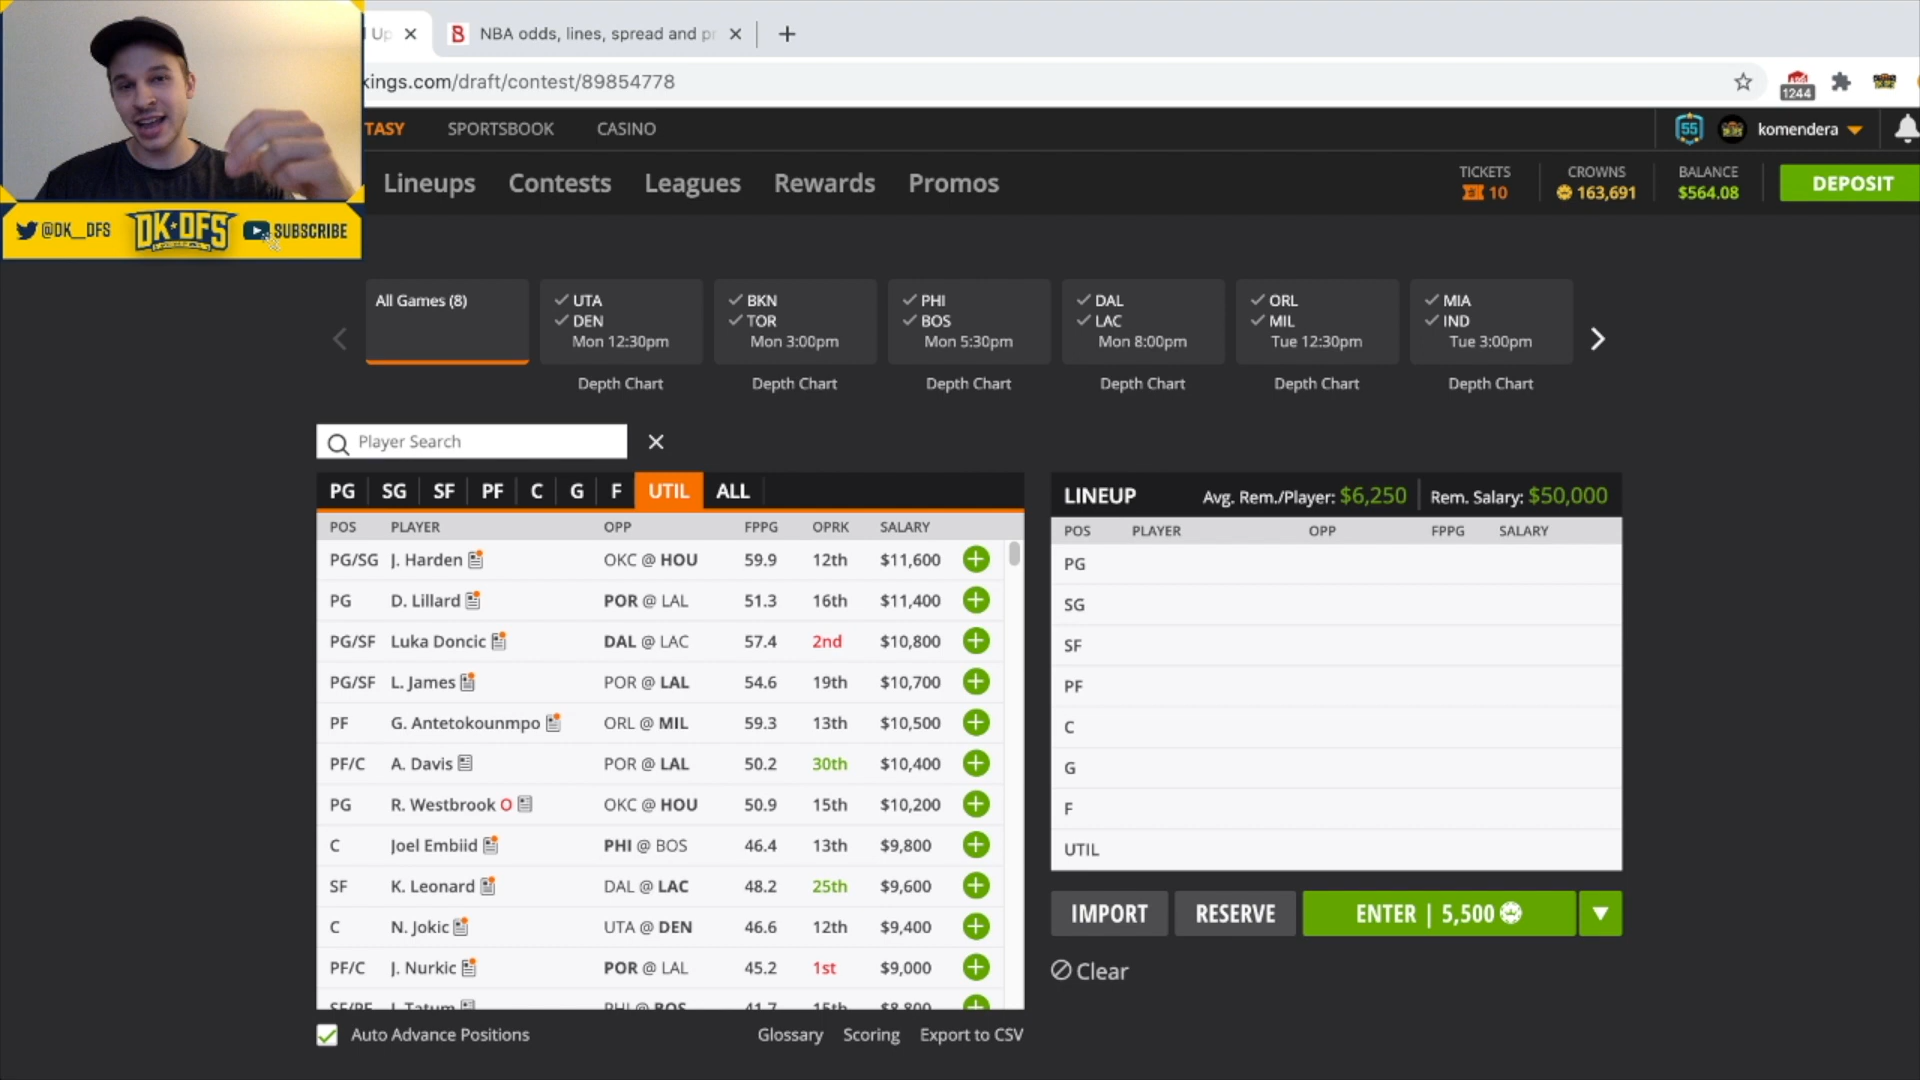 Up
NBA odds, lines, spread and pr
kings.com/draft/contest/89854778
1244
TASY SPORTSBOOK CASINO
55 komendera
Lineups Contests Leagues Rewards Promos
TICKETS 10
CROWNS 163,691
BALANCE $564.08
DEPOSIT
@DK__DFS DK DFS SUBSCRIBE
All Games (8)
UTA
DEN
Mon 12:30pm
Depth Chart
BKN
TOR
Mon 3:00pm
Depth Chart
PHI
BOS
Mon 5:30pm
Depth Chart
DAL
LAC
Mon 8:00pm
Depth Chart
ORL
MIL
Tue 12:30pm
Depth Chart
MIA
IND
Tue 3:00pm
Depth Chart
Player Search
PG SG SF PF C G F UTIL ALL
POS PLAYER OPP FPPG OPRK SALARY
PG/SG J. Harden OKC @ HOU 59.9 12th $11,600
PG D. Lillard POR @ LAL 51.3 16th $11,400
PG/SF Luka Doncic DAL @ LAC 57.4 2nd $10,800
PG/SF L. James POR @ LAL 54.6 19th $10,700
PF G. Antetokounmpo ORL @ MIL 59.3 13th $10,500
PF/C A. Davis POR @ LAL 50.2 30th $10,400
PG R. Westbrook O OKC @ HOU 50.9 15th $10,200
C Joel Embiid PHI @ BOS 46.4 13th $9,800
SF K. Leonard DAL @ LAC 48.2 25th $9,600
C N. Jokic UTA @ DEN 46.6 12th $9,400
PF/C J. Nurkic POR @ LAL 45.2 1st $9,000
SF/PF J. Tatum PHI @ BOS 41.7 15th $8,800
Auto Advance Positions Glossary Scoring Export to CSV
LINEUP Avg. Rem./Player: $6,250 Rem. Salary: $50,000
POS PLAYER OPP FPPG SALARY
PG
SG
SF
PF
C
G
F
UTIL
IMPORT RESERVE ENTER | 5,500
Clear